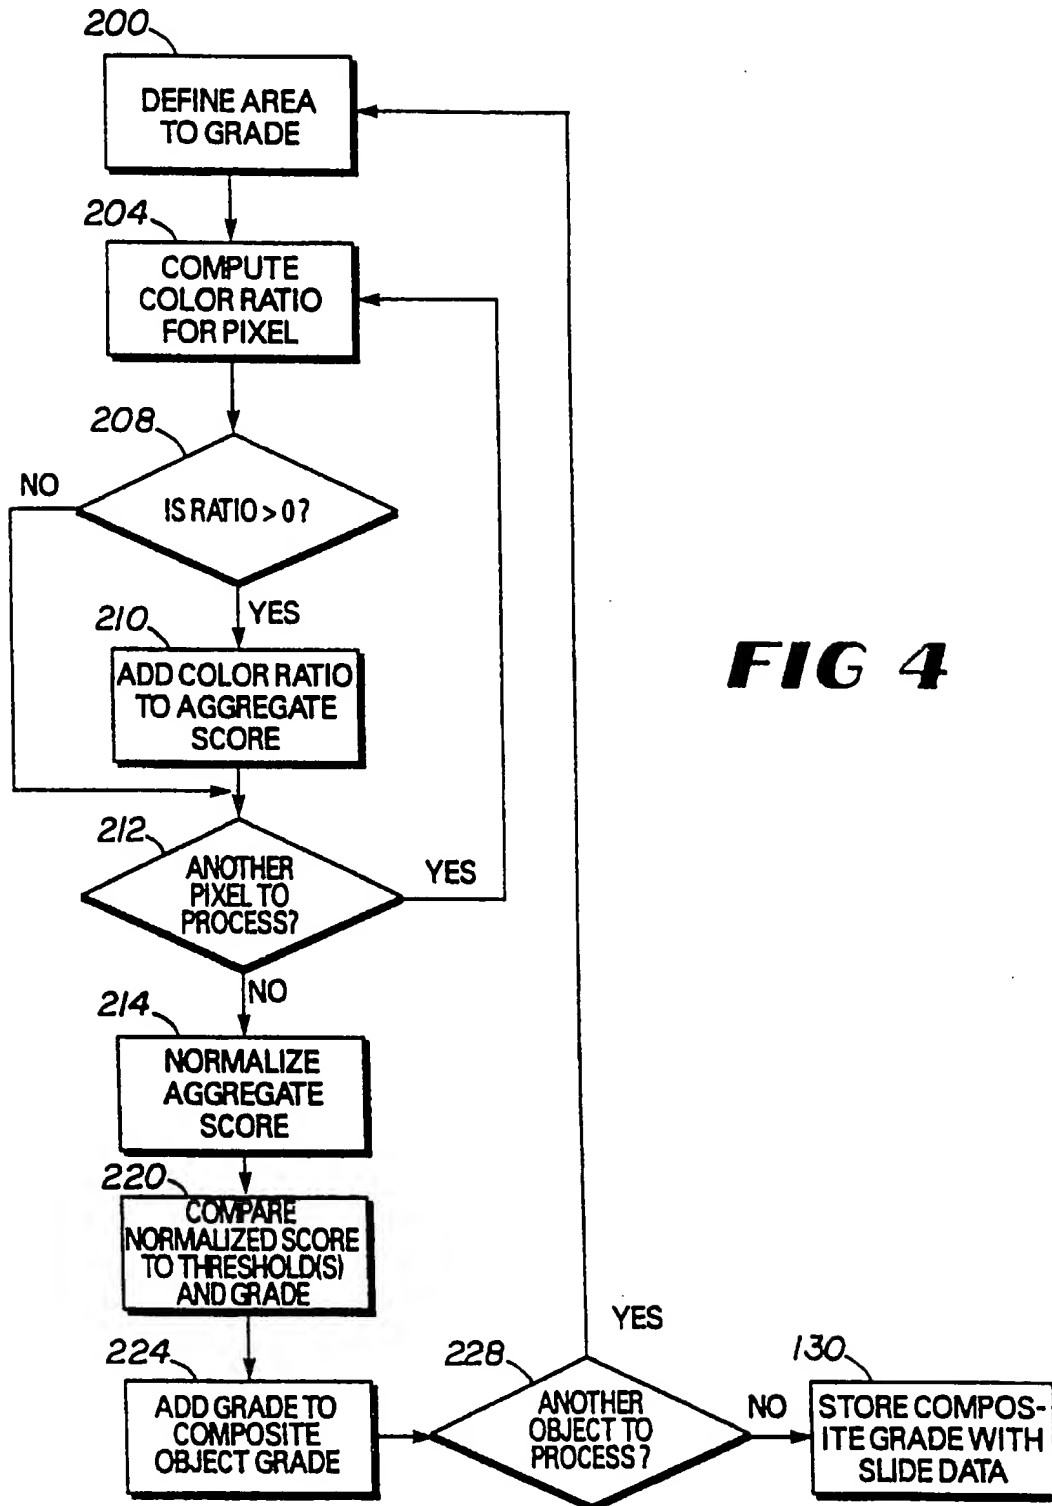 200
DEFINE AREA
TO GRADE
204
COMPUTE
COLOR RATIO
FOR PIXEL
208
NO
IS RATIO > 0?
YES
210
ADD COLOR RATIO
TO AGGREGATE
SCORE
FIG 4
212
ANOTHER
PIXEL TO
PROCESS?
YES
NO
214
NORMALIZE
AGGREGATE
SCORE
220
COMPARE
NORMALIZED SCORE
TO THRESHOLD(S)
AND GRADE
224
ADD GRADE TO
COMPOSITE
OBJECT GRADE
228
YES
ANOTHER
OBJECT TO
PROCESS?
NO
130
STORE COMPOS-
ITE GRADE WITH
SLIDE DATA